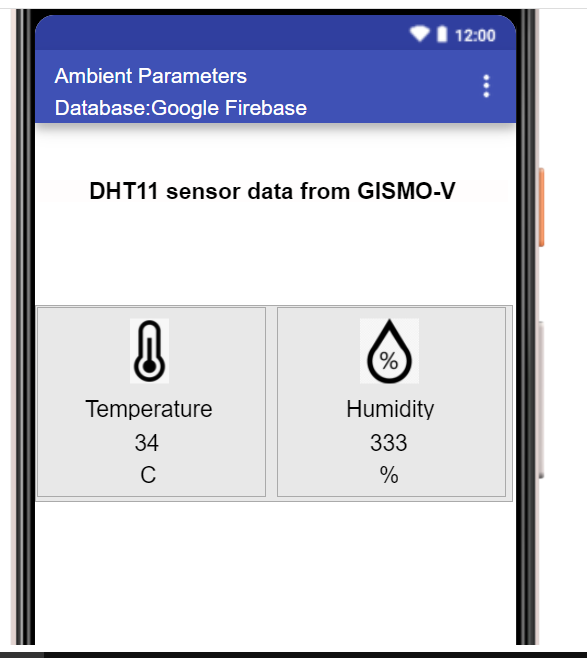 12:00
Ambient Parameters
Database:Google Firebase
DHT11 sensor data from GISMO-V
%
Temperature
34
C
Humidity
333
%